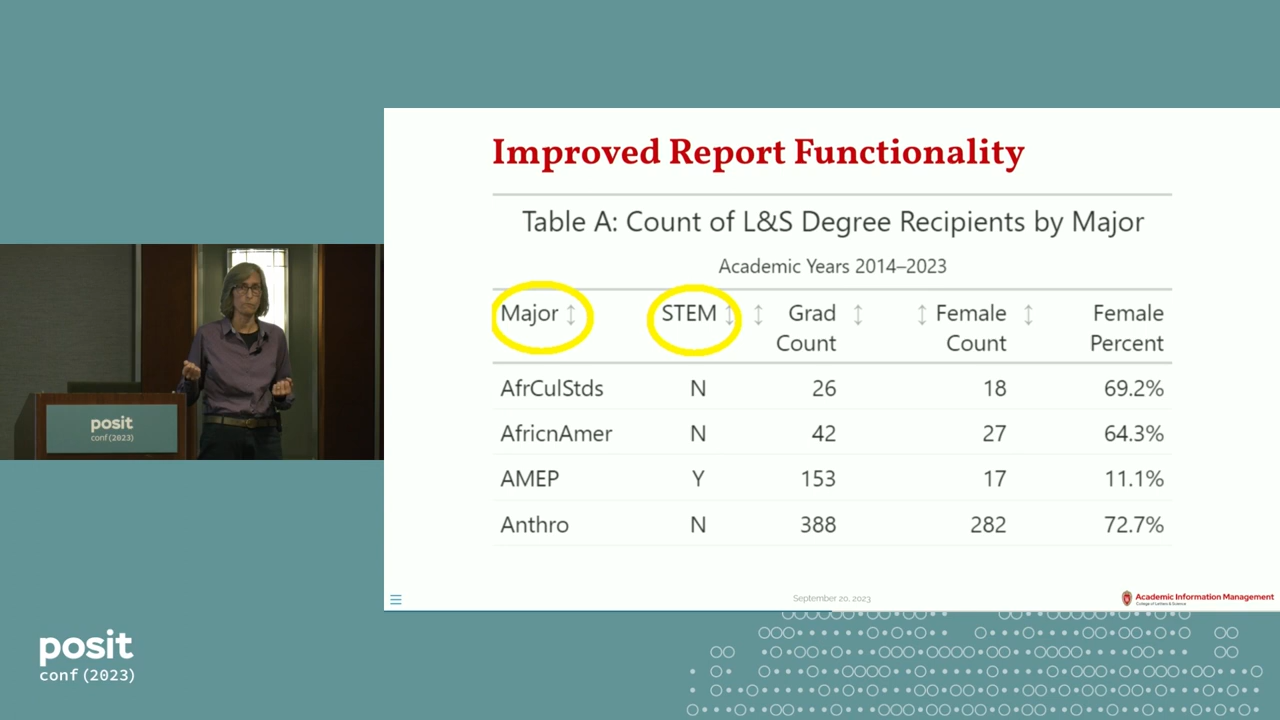 Improved Report Functionality
Table A: Count of L&S Degree Recipients by Major
Academic Years 2014–2023
Major STEM Grad Count Female Count Female Percent
AfrCulStds N 26 18 69.2%
AfricnAmer N 42 27 64.3%
AMEP Y 153 17 11.1%
Anthro N 388 282 72.7%
September 20, 2023
Academic Information Management
College of Letters & Science
posit
conf(2023)
posit
conf(2023)